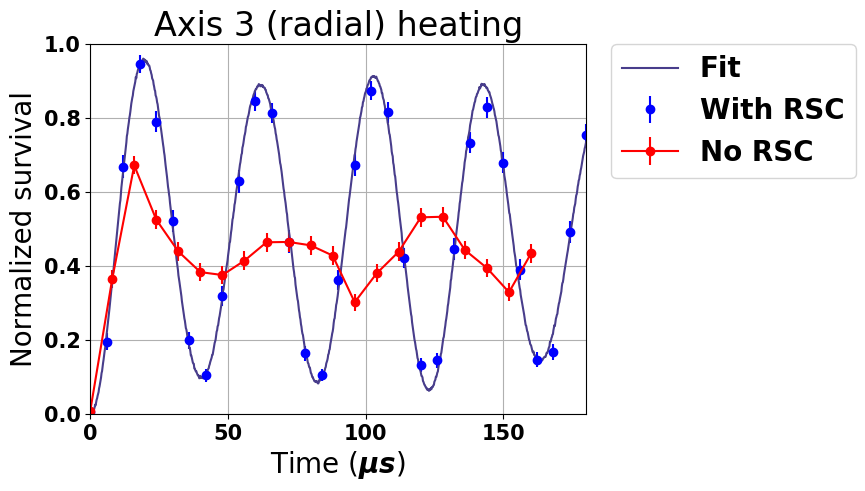 Axis 3 (radial) heating
Normalized survival
1.0
0.8
0.6
0.4
0.2
0.0
0 50 100 150
Time (μs)
Fit
With RSC
No RSC